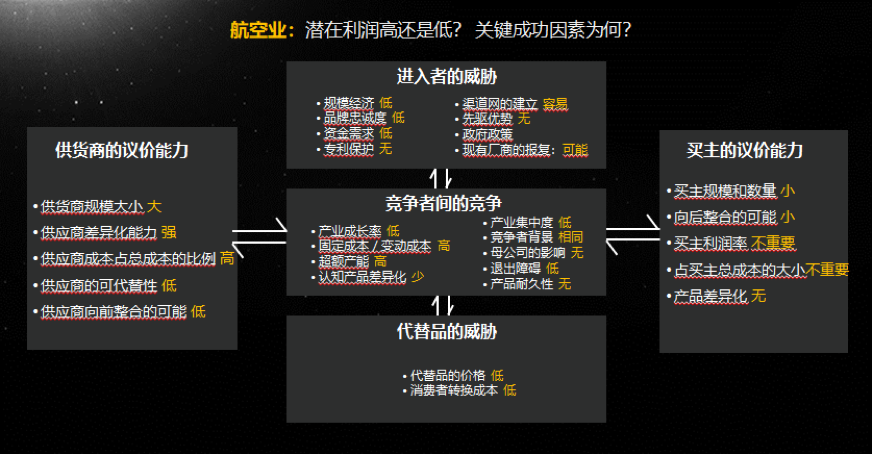 航空业：潜在利润高还是低？ 关键成功因素为何？
进入者的威胁
•规模经济 低
•品牌忠诚度 低
•资金需求 低
•专利保护 无
•渠道网的建立 容易
•先驱优势 无
•政府政策
•现有厂商的报复：可能
供货商的议价能力
•供货商规模大小 大
•供应商差异化能力 强
•供应商成本占总成本的比例 高
•供应商的可代替性 低
•供应商向前整合的可能 低
竞争者间的竞争
•产业成长率 低
•固定成本 / 变动成本 高
•超额产能 高
•认知产品差异化 少
•产业集中度 低
•竞争者背景 相同
•母公司的影响 无
•退出障碍 低
•产品耐久性 无
买主的议价能力
•买主规模和数量 小
•向后整合的可能 小
•买主利润率 不重要
•占买主总成本的大小不重要
•产品差异化 无
代替品的威胁
•代替品的价格 低
•消费者转换成本 低